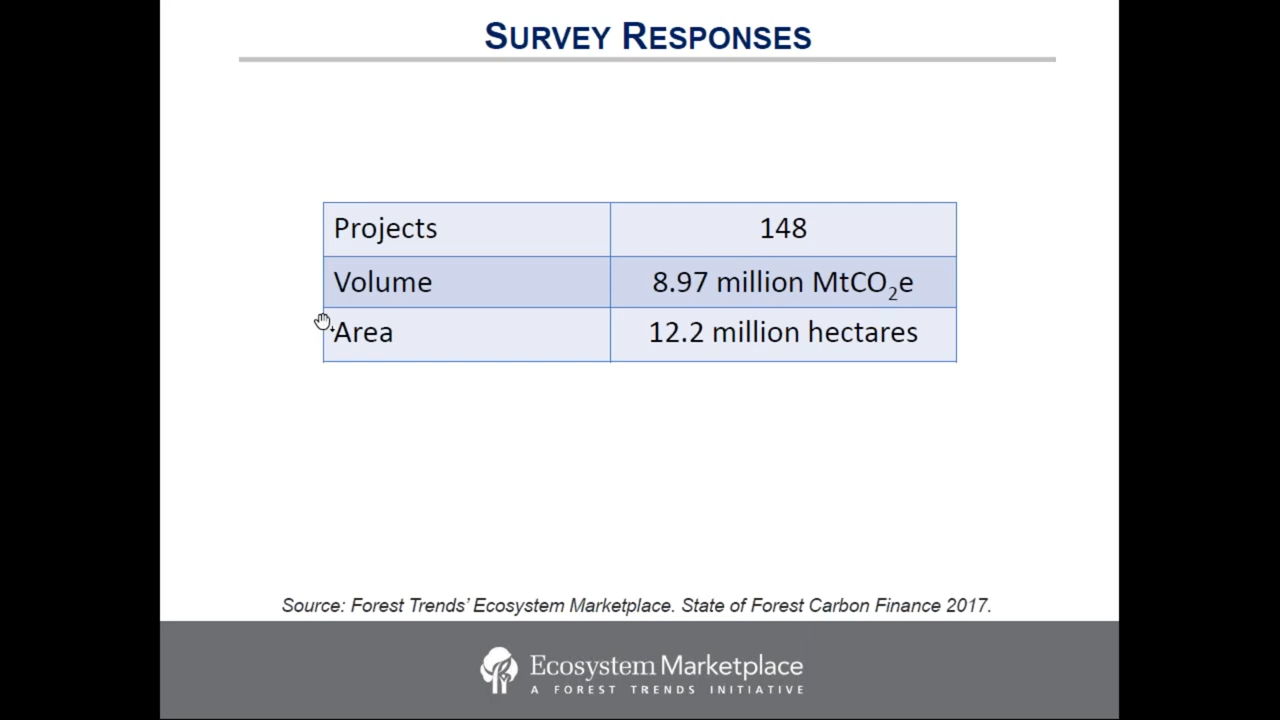 SURVEY RESPONSES
Projects 148
Volume 8.97 million MtCO₂e
Area 12.2 million hectares
Source: Forest Trends’ Ecosystem Marketplace. State of Forest Carbon Finance 2017.
Ecosystem Marketplace
A FOREST TRENDS INITIATIVE